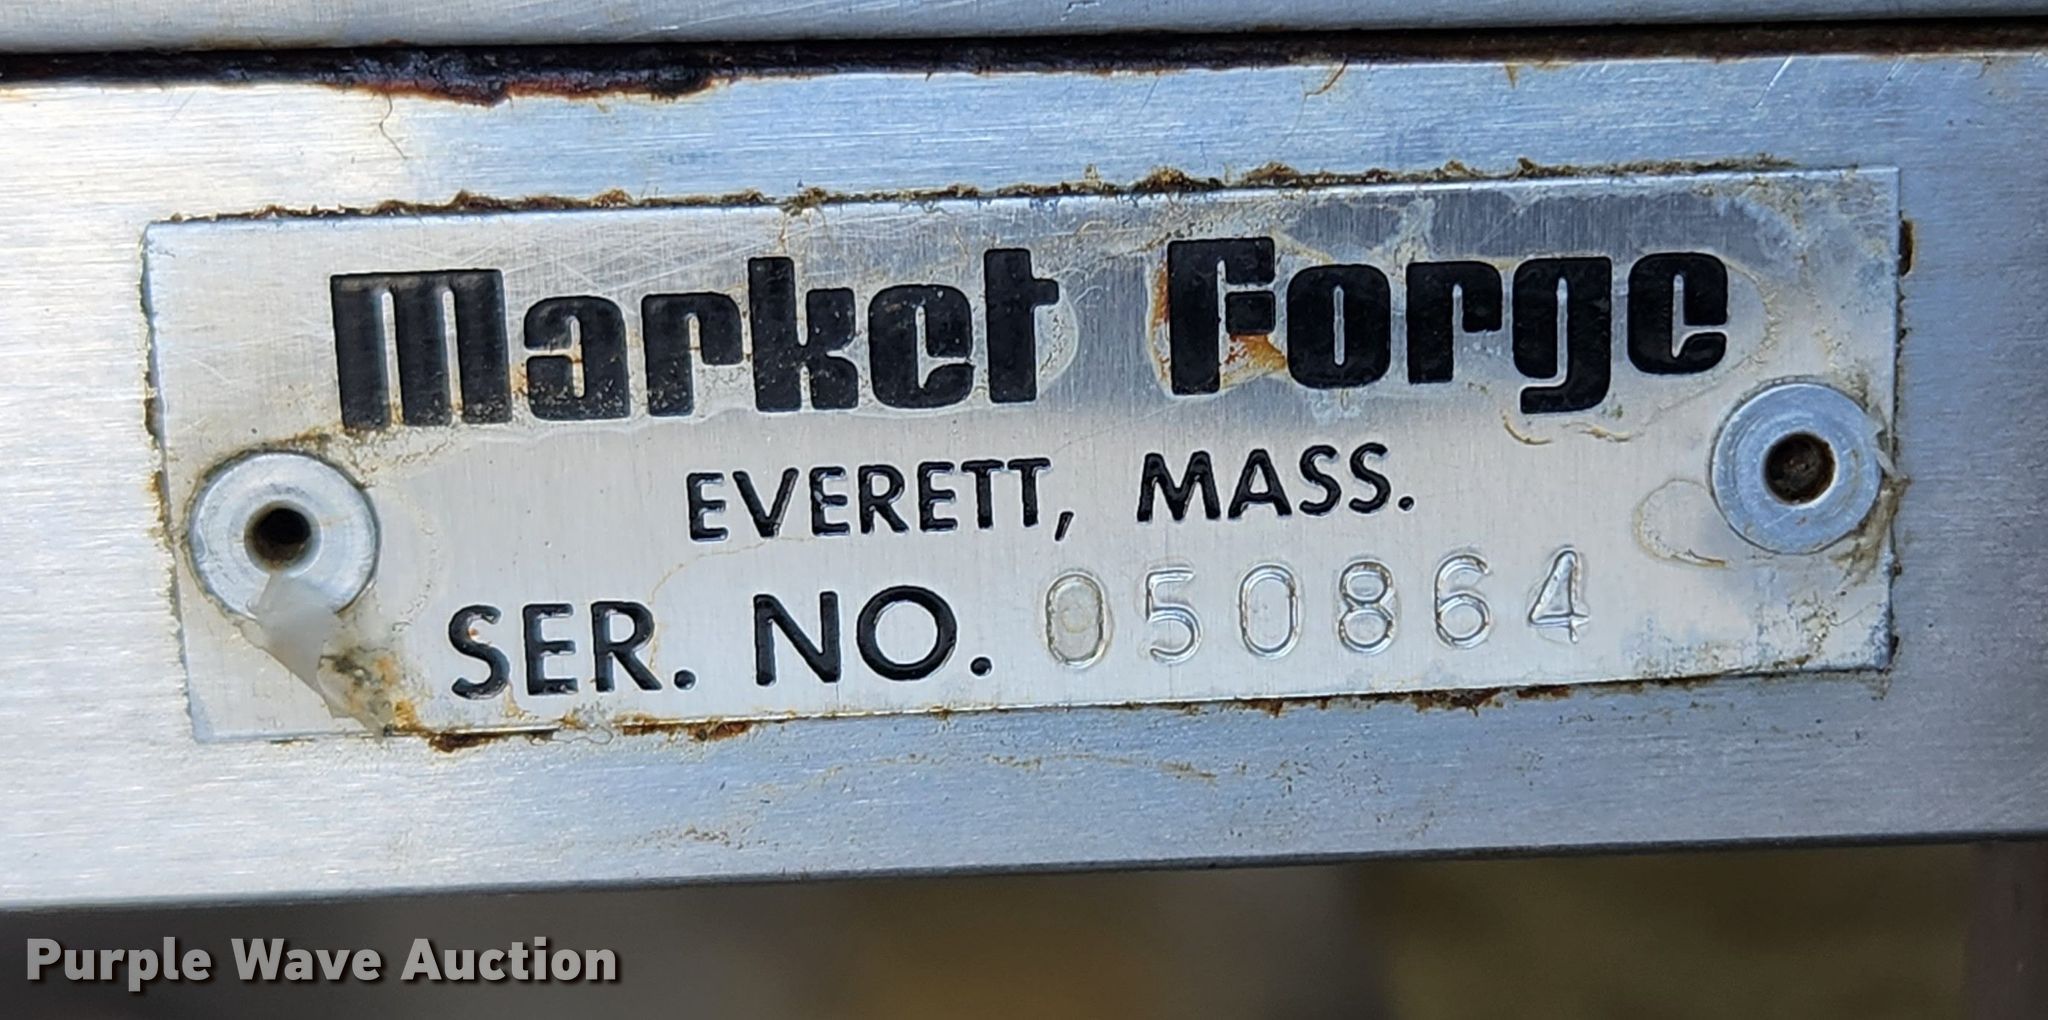 Market Forge
EVERETT, MASS.
SER. NO. 050864
Purple Wave Auction